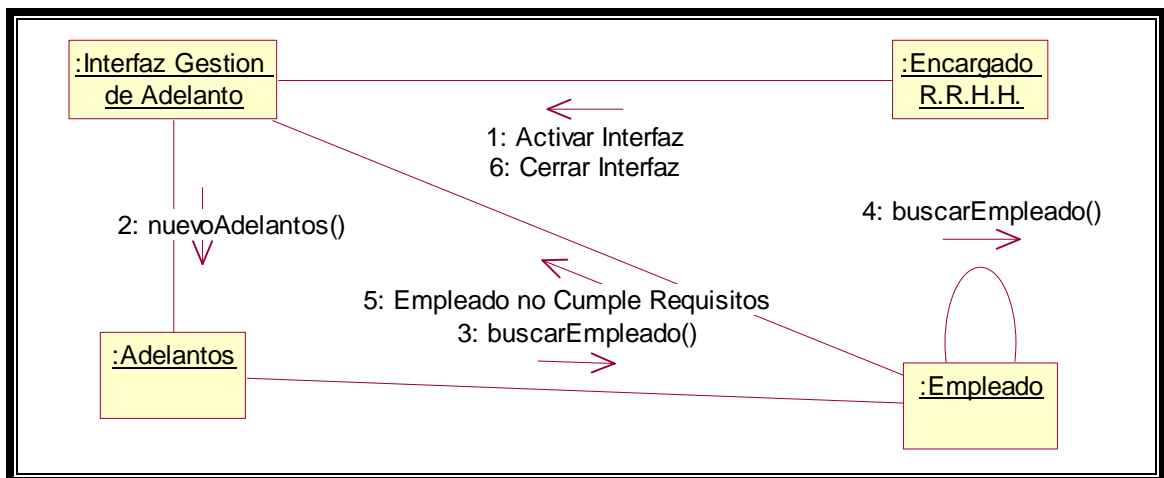 :Interfaz Gestion
de Adelanto
:Encargado
R.R.H.H.
1: Activar Interfaz
6: Cerrar Interfaz
2: nuevoAdelantos()
4: buscarEmpleado()
5: Empleado no Cumple Requisitos
3: buscarEmpleado()
:Adelantos
:Empleado